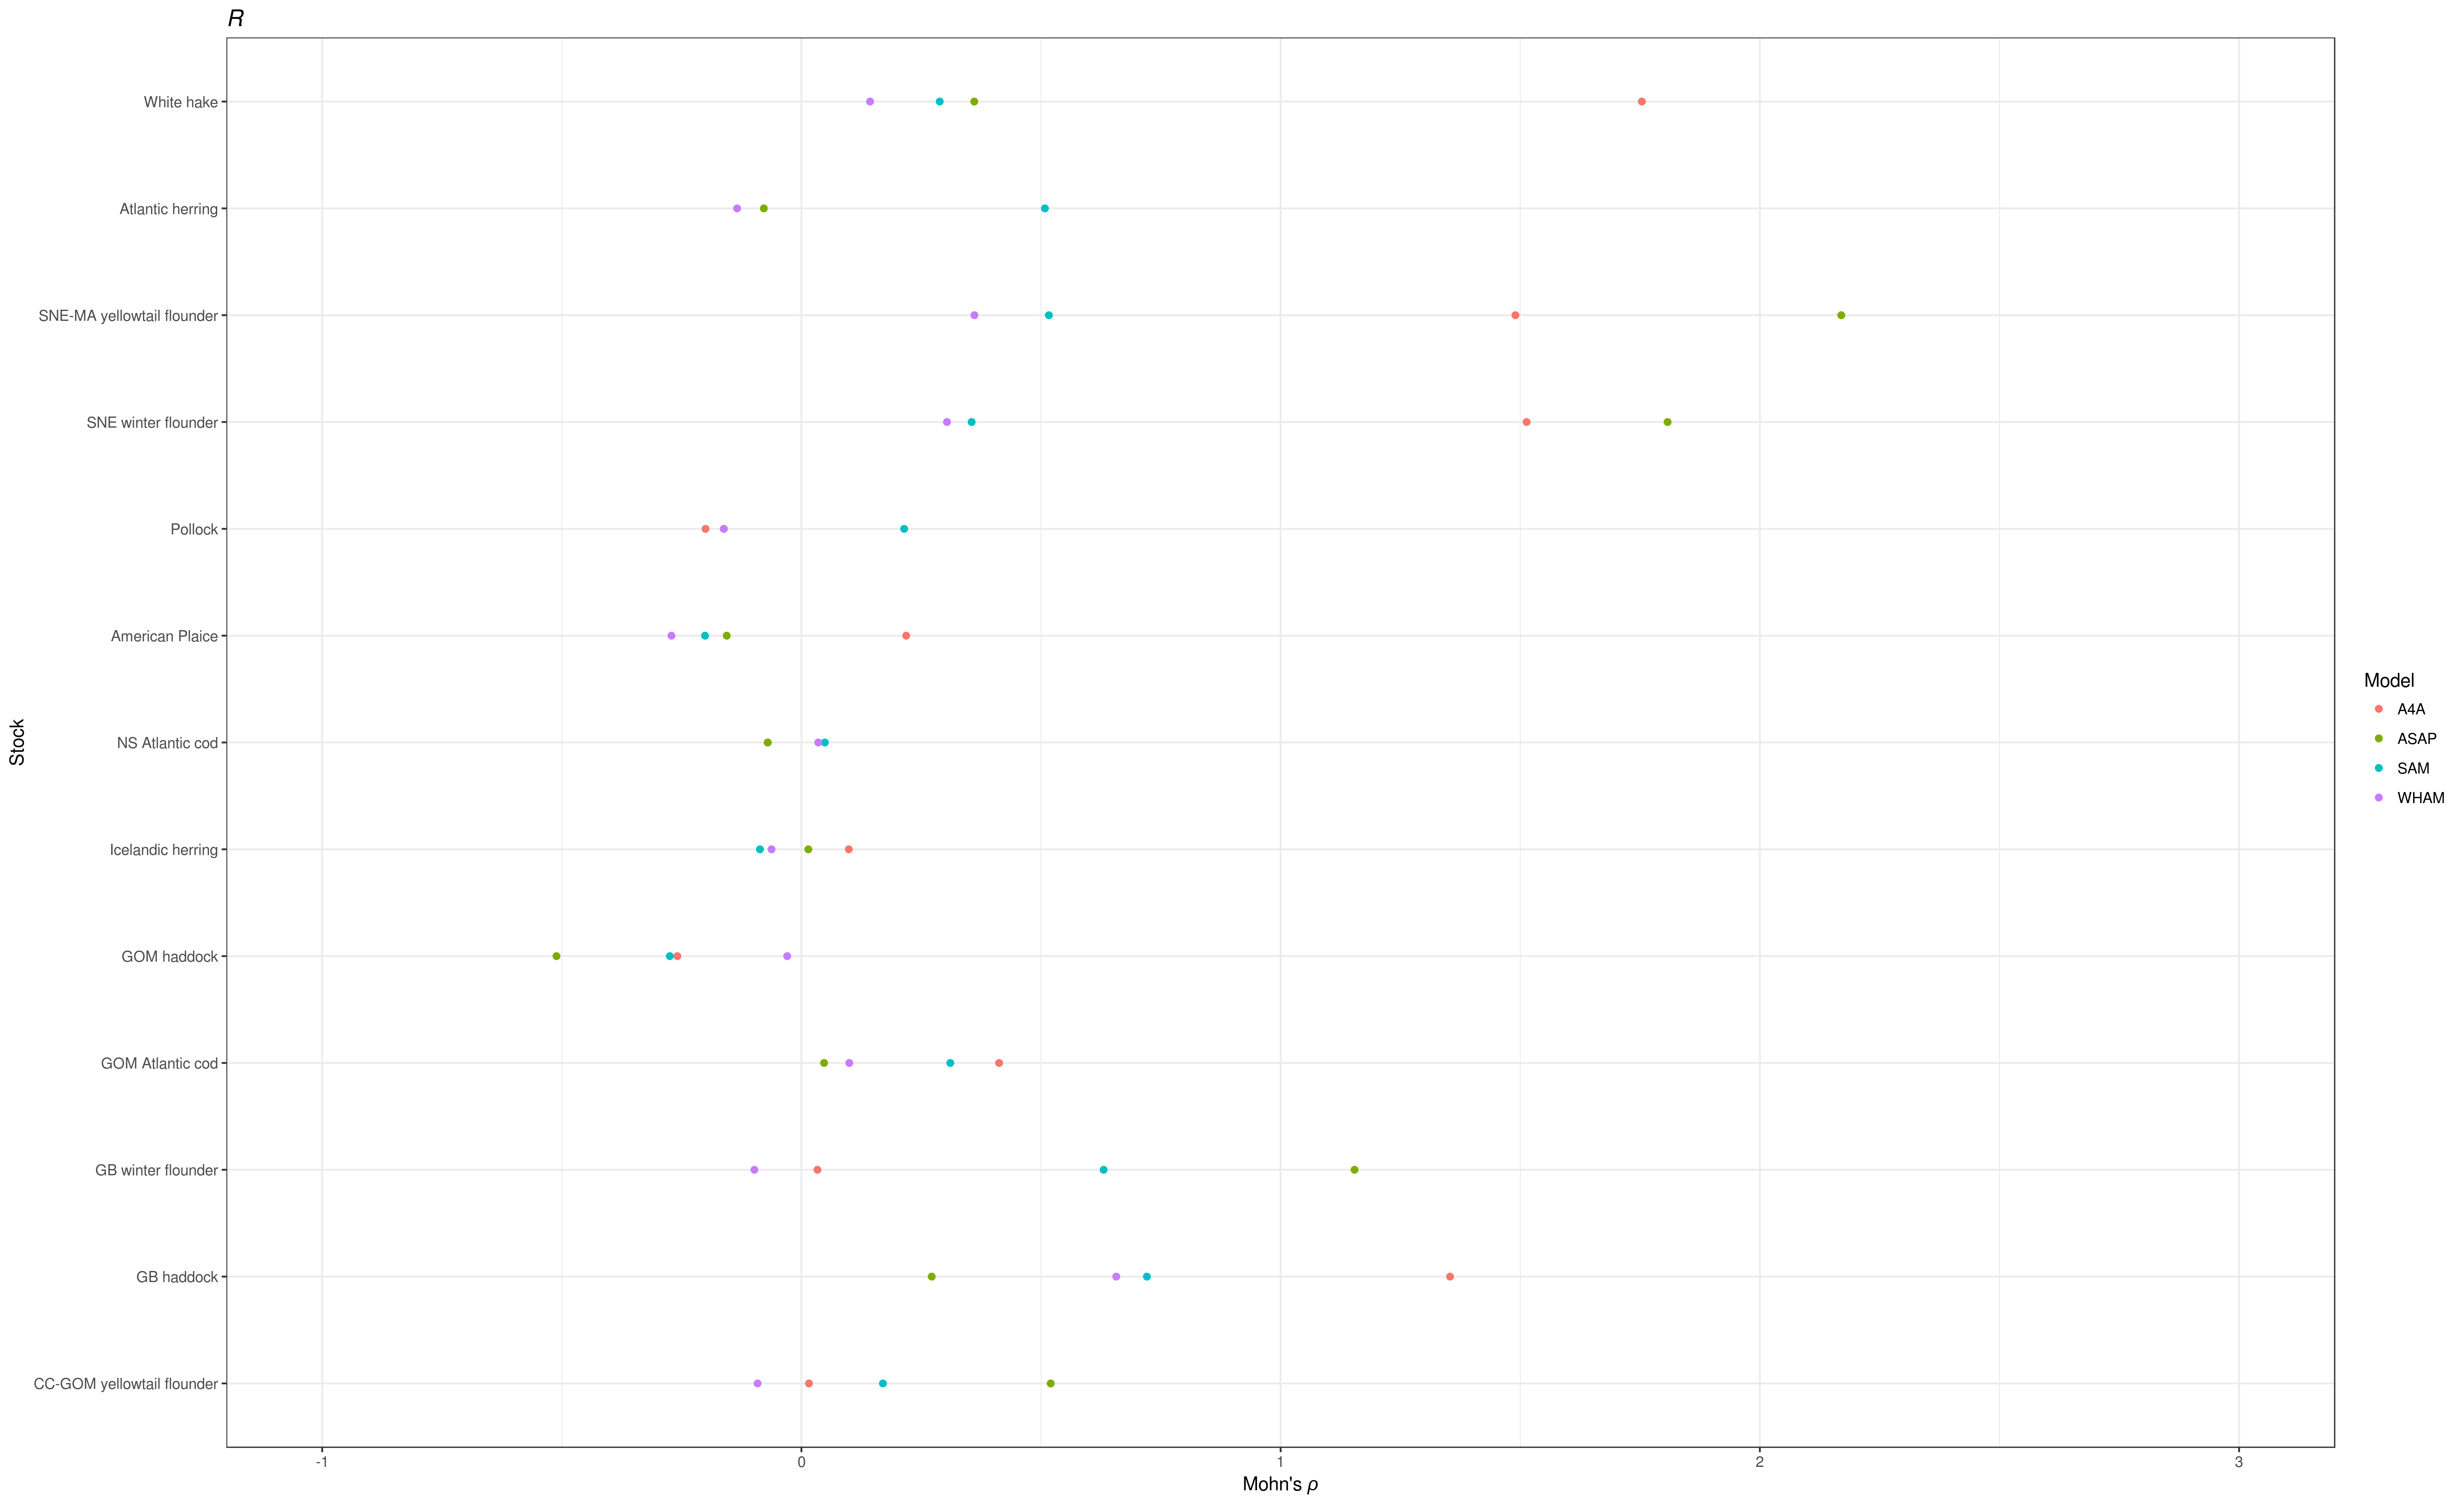 R
White hake
Atlantic herring
SNE-MA yellowtail flounder
SNE winter flounder
Pollock
American Plaice
NS Atlantic cod
Icelandic herring
GOM haddock
GOM Atlantic cod
GB winter flounder
GB haddock
CC-GOM yellowtail flounder
Stock
-1 0 1 2 3
Mohn's ρ
Model
A4A
ASAP
SAM
WHAM